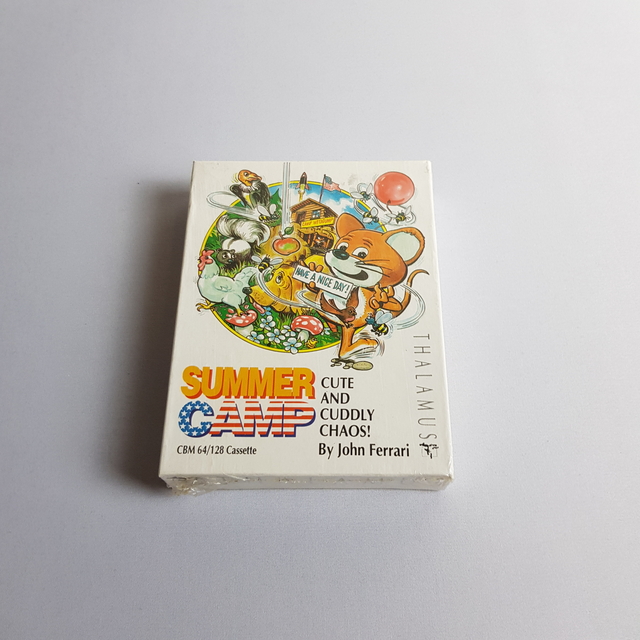 HAVE A NICE DAY!
SUMMER
CAMP
CUTE
AND
CUDDLY
CHAOS!
By John Ferrari
CBM 64/128 Cassette
THALAMUS